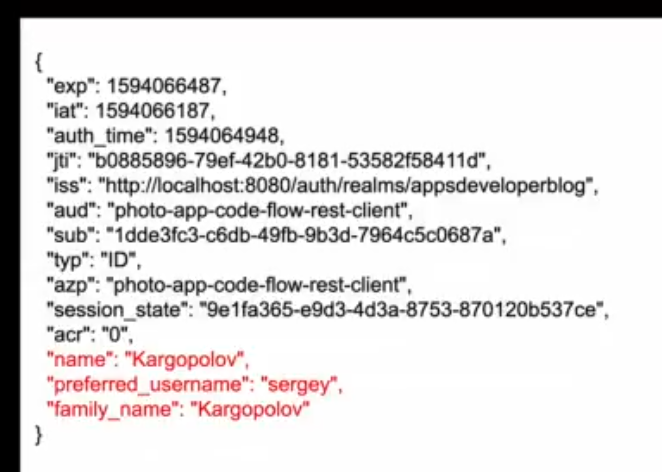 {
"exp": 1594066487,
"iat": 1594066187,
"auth_time": 1594064948,
"jti": "b0885896-79ef-42b0-8181-53582f58411d",
"iss": "http://localhost:8080/auth/realms/appsdeveloperblog",
"aud": "photo-app-code-flow-rest-client",
"sub": "1dde3fc3-c6db-49fb-9b3d-7964c5c0687a",
"typ": "ID",
"azp": "photo-app-code-flow-rest-client",
"session_state": "9e1fa365-e9d3-4d3a-8753-870120b537ce",
"acr": "0",
"name": "Kargopolov",
"preferred_username": "sergey",
"family_name": "Kargopolov"
}